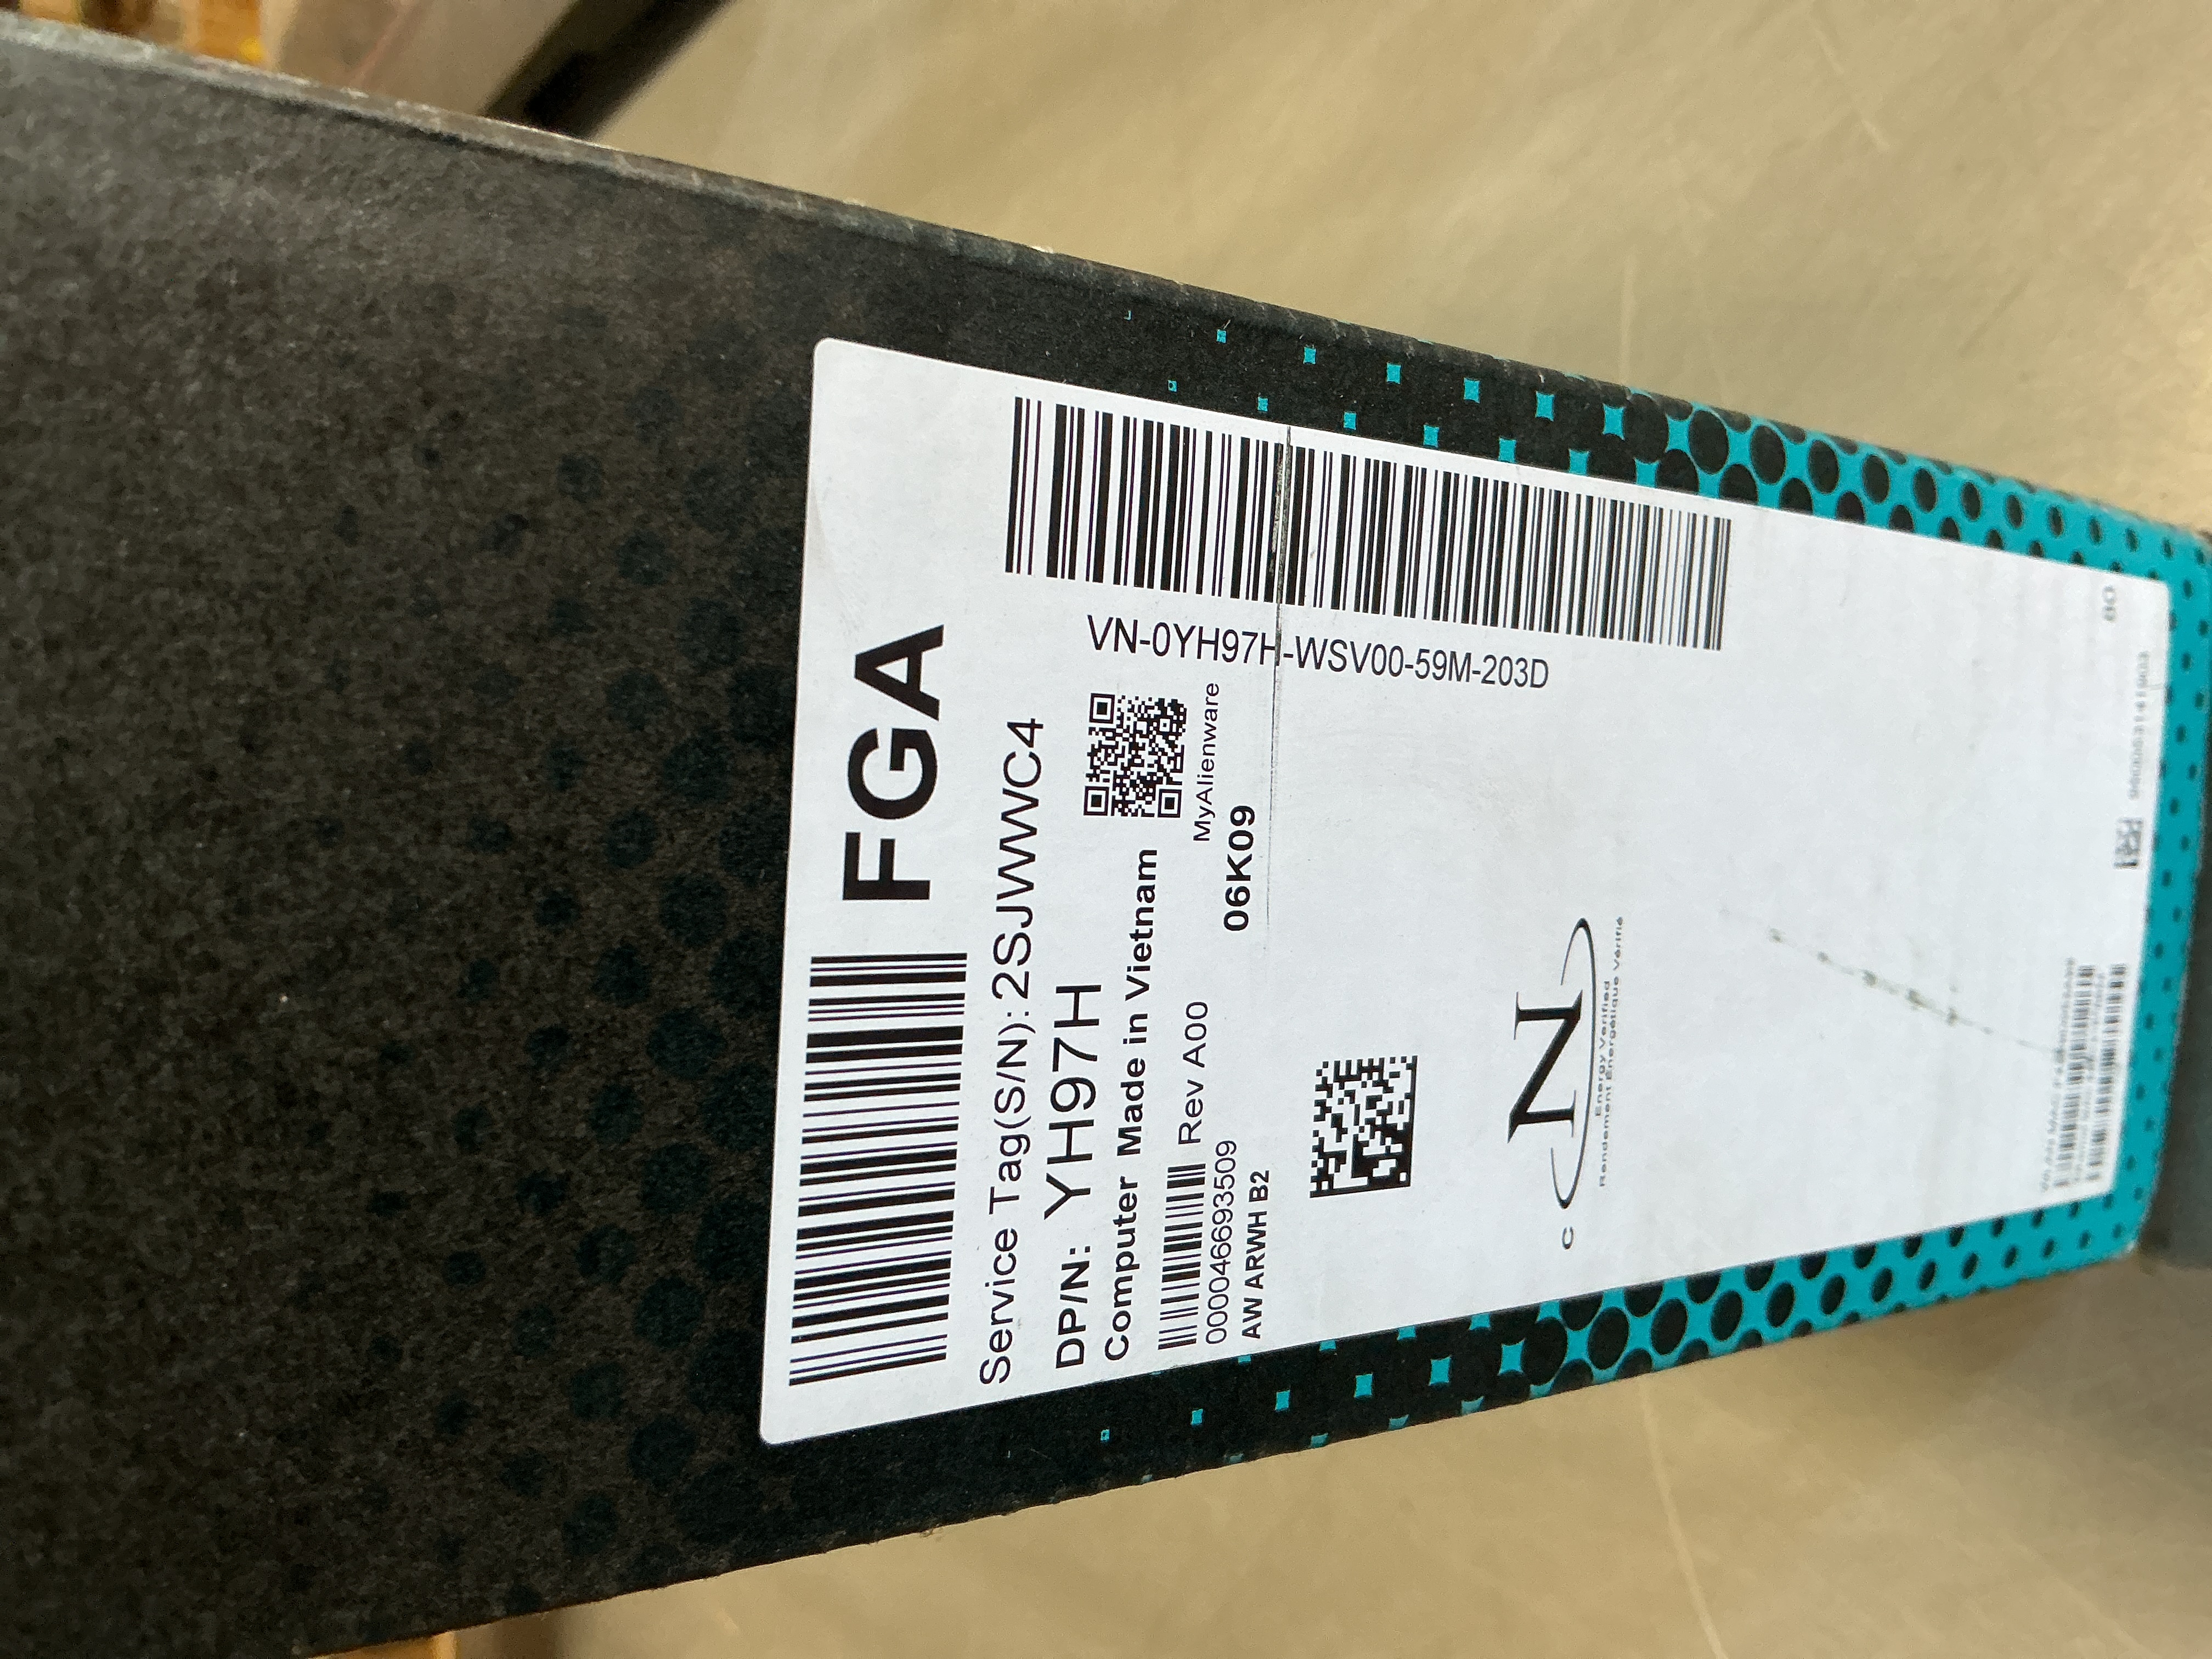 FGA
Service Tag(S/N): 2SJWWC4
DP/N: YH97H
Computer Made in Vietnam
Rev A00
0000466693509
AW ARWH B2
MyAlienware
06K09
VN-0YH97H-WSV00-59M-203D
C N
Energy Verified
Rendement Énergétique Vérifié